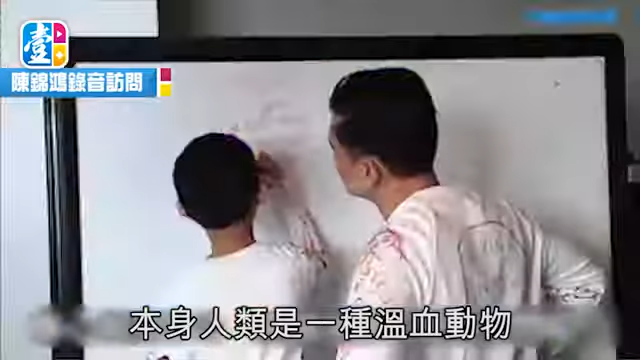 壹
陳錦鴻錄音訪問
本身人類是一種溫血動物